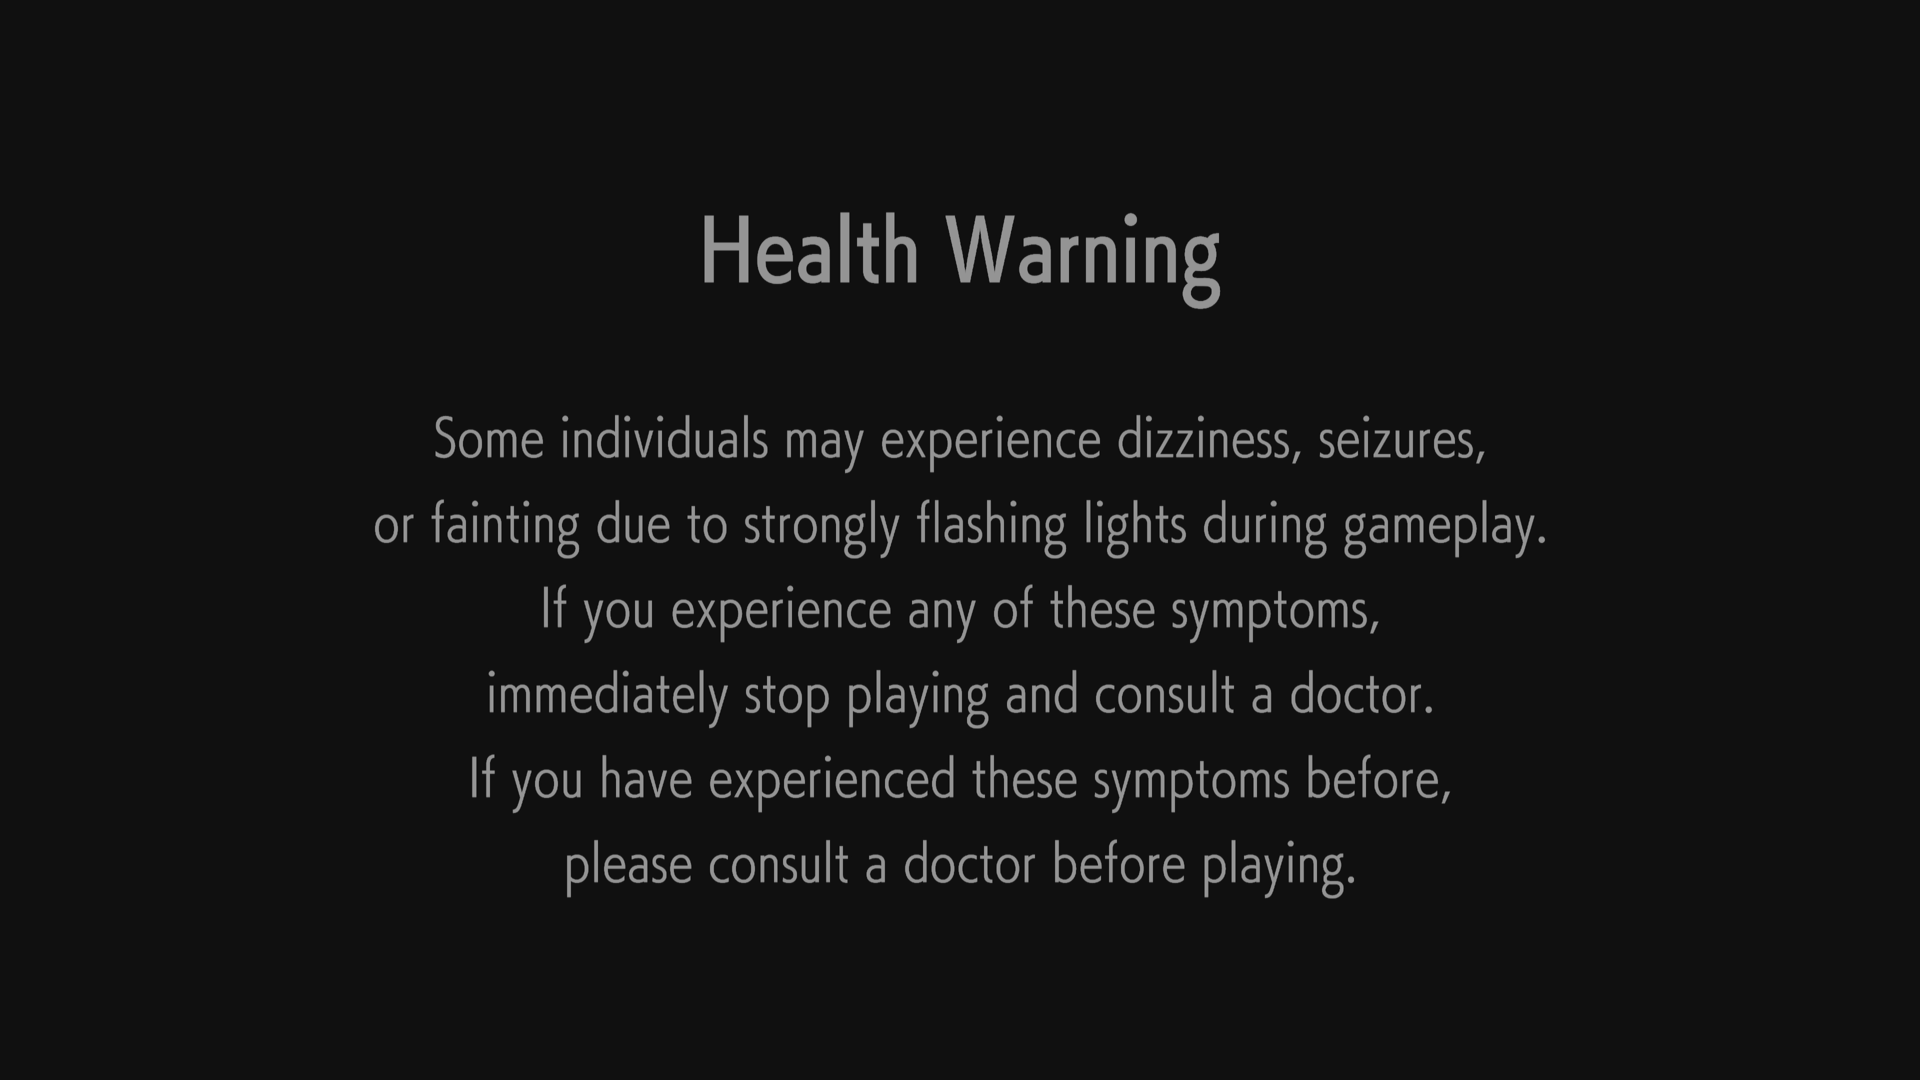 Health Warning
Some individuals may experience dizziness, seizures,
or fainting due to strongly flashing lights during gameplay.
If you experience any of these symptoms,
immediately stop playing and consult a doctor.
If you have experienced these symptoms before,
please consult a doctor before playing.